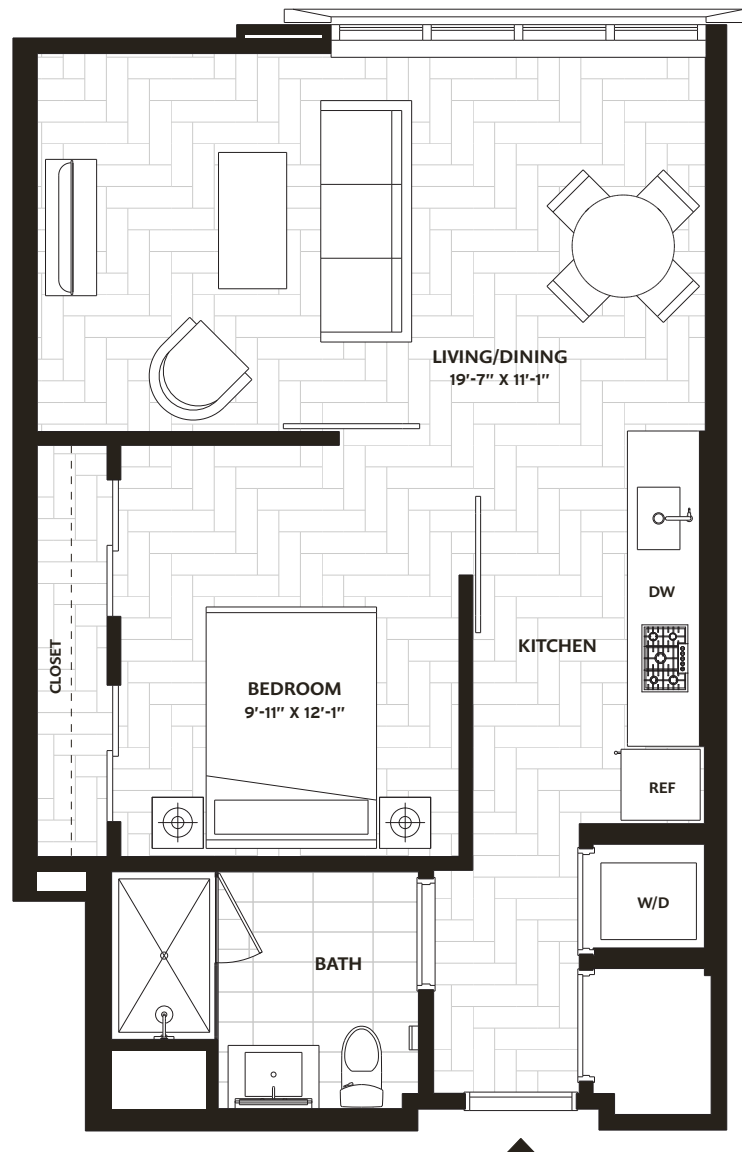 LIVING/DINING
19'-7" X 11'-1"
DW
KITCHEN
CLOSET
BEDROOM
9'-11" X 12'-1"
REF
W/D
BATH